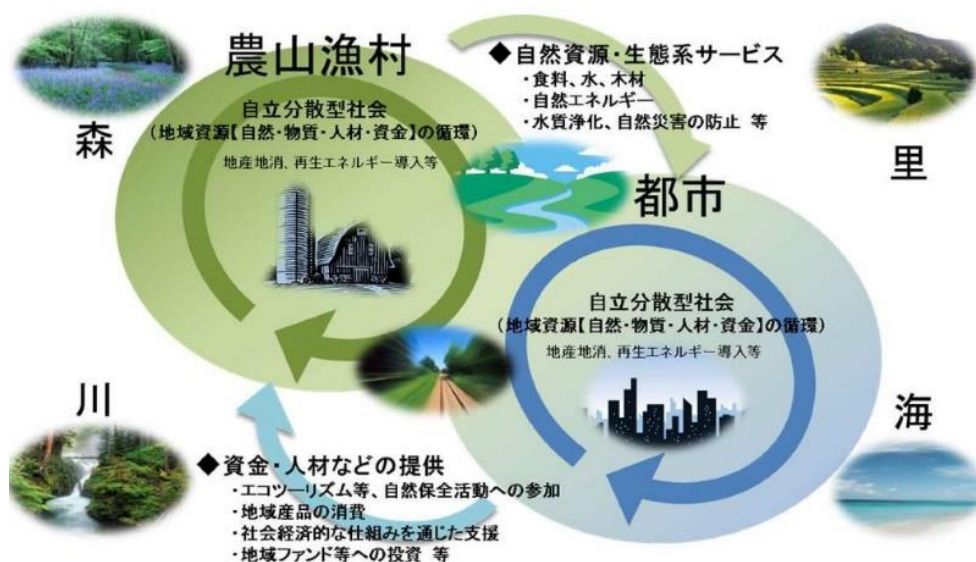 農山漁村
◆自然資源・生態系サービス
・食料、水、木材
・自然エネルギー
・水質浄化、自然災害の防止 等
森
里
自立分散型社会
（地域資源【自然・物質・人材・資金】の循環）
地産地消、再生エネルギー導入等
都市
自立分散型社会
（地域資源【自然・物質・人材・資金】の循環）
地産地消、再生エネルギー導入等
川
海
◆資金・人材などの提供
・エコツーリズム等、自然保全活動への参加
・地域産品の消費
・社会経済的な仕組みを通じた支援
・地域ファンド等への投資 等